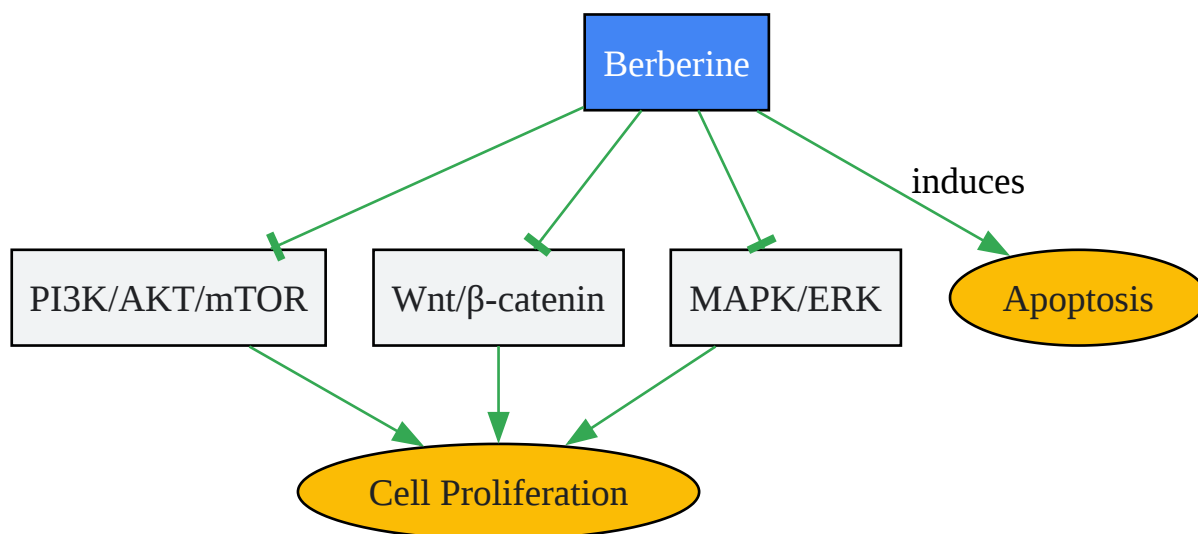 Berberine
induces
PI3K/AKT/mTOR
Wnt/β-catenin
MAPK/ERK
Apoptosis
Cell Proliferation